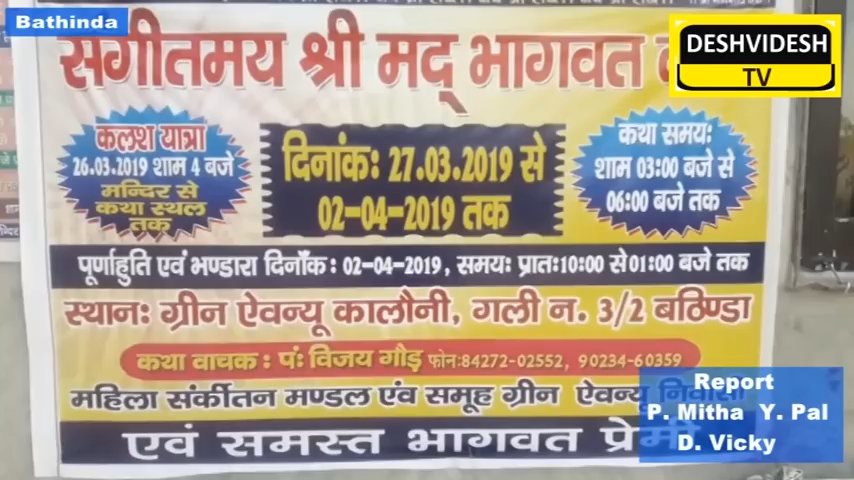 Bathinda
DESHVIDESH
TV
संगीतमय श्री मद् भागवत
कलश यात्रा
26.03.2019 शाम 4 बजे
मन्दिर से
कथा स्थल
तक
दिनांक: 27.03.2019 से
02-04-2019 तक
कथा समय:
शाम 03:00 बजे से
06:00 बजे तक
पूर्णाहुति एवं भण्डारा दिनाँक : 02-04-2019, समय: प्रात:10:00 से 01:00 बजे तक
स्थान: ग्रीन ऐवन्यू कालौनी, गली न. 3/2 बठिण्डा
कथा वाचक : पं: विजय गौड़ फोन:84272-02552, 90234-60359
महिला संर्कीतन मण्डल एंव समूह ग्रीन ऐवन्यू निवासी
एवं समस्त भागवत प्रेमी
Report
P. Mitha Y. Pal
D. Vicky